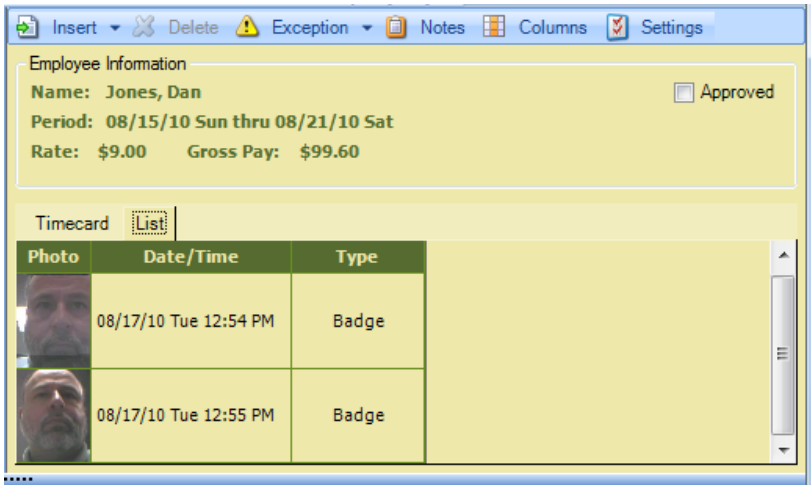 Insert Delete Exception Notes Columns Settings
Employee Information
Name: Jones, Dan
Approved
Period: 08/15/10 Sun thru 08/21/10 Sat
Rate: $9.00 Gross Pay: $99.60
Timecard List
Photo Date/Time Type
08/17/10 Tue 12:54 PM Badge
08/17/10 Tue 12:55 PM Badge